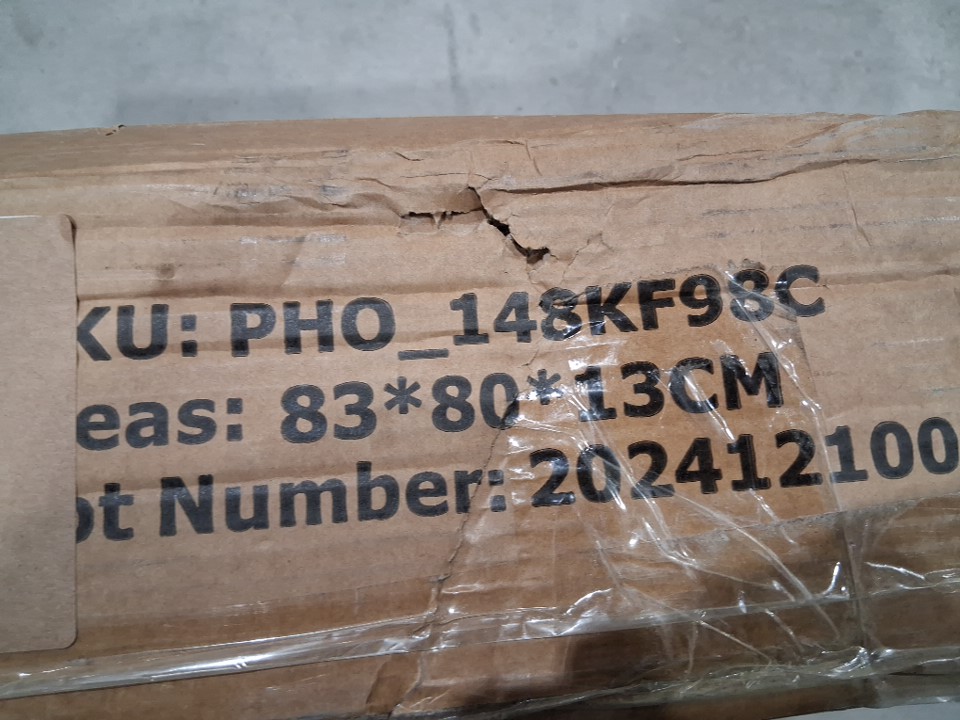 KU: PHO_148KF98C
eas: 83*80*13CM
ot Number: 202412100